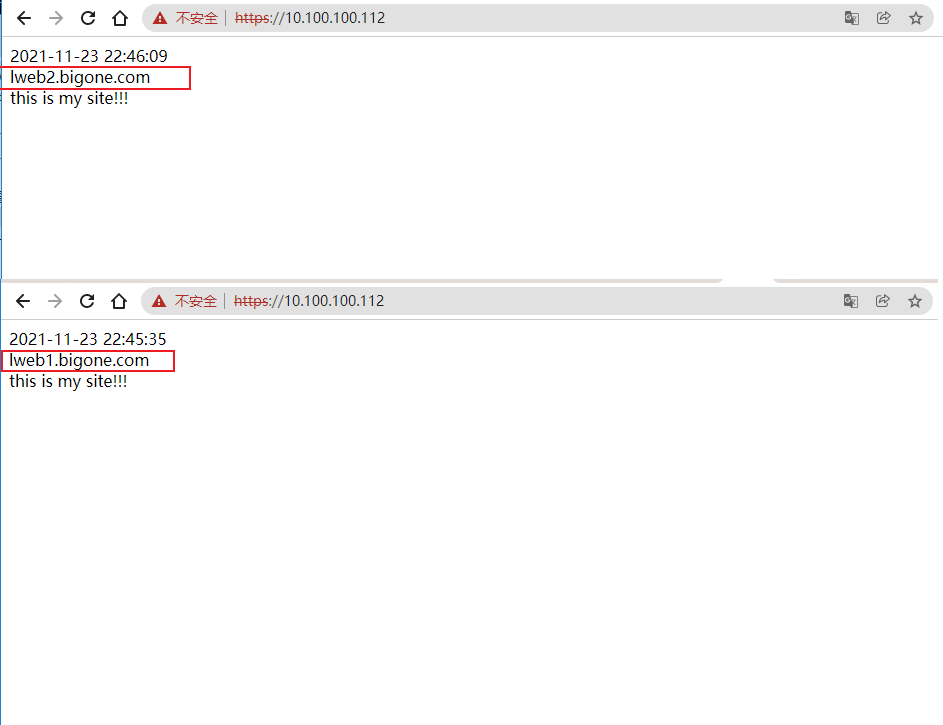 不安全 https://10.100.100.112
2021-11-23 22:46:09
lweb2.bigone.com
this is my site!!!
不安全 https://10.100.100.112
2021-11-23 22:45:35
lweb1.bigone.com
this is my site!!!